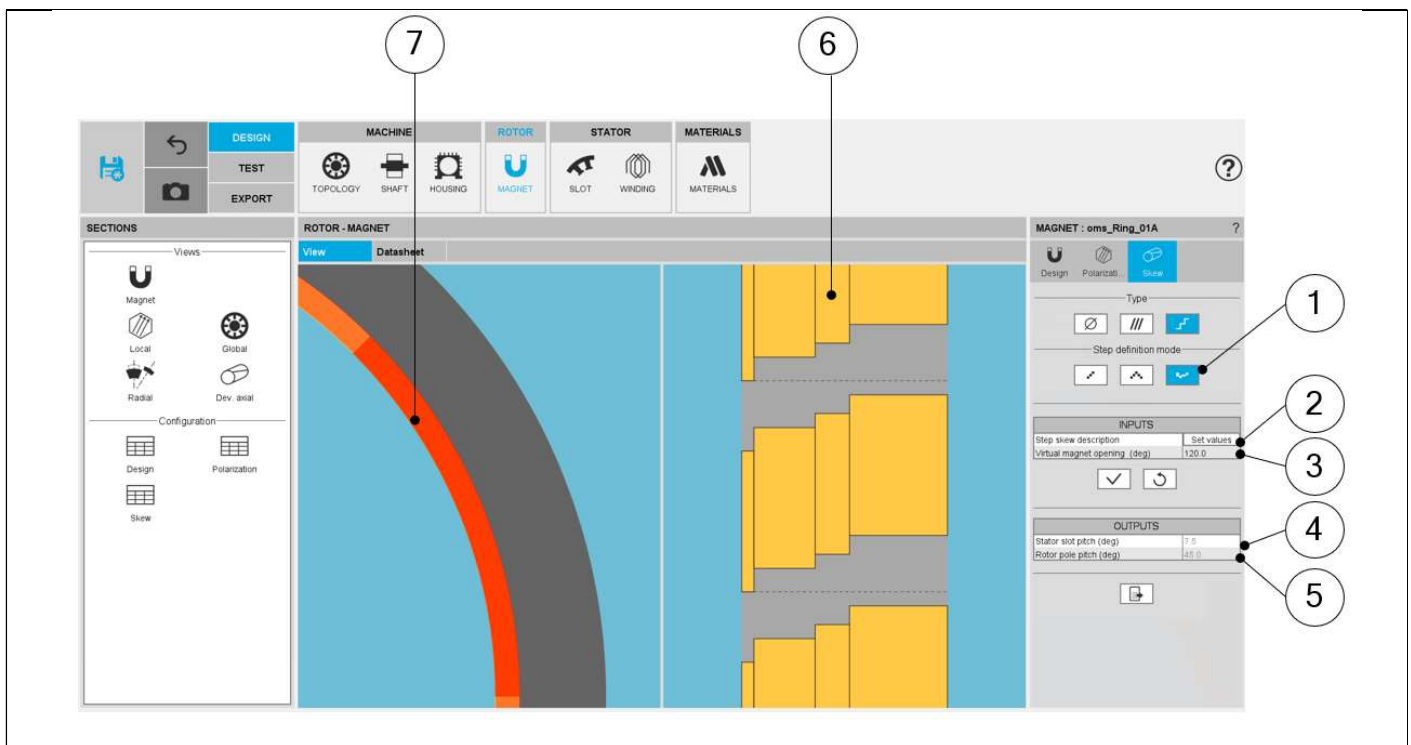 7
6
DESIGN
TEST
EXPORT
MACHINE
TOPOLOGY
SHAFT
HOUSING
ROTOR
MAGNET
STATOR
SLOT
WINDING
MATERIALS
MATERIALS
?
SECTIONS
Views
Magnet
Local
Global
Radial
Dev. axial
Configuration
Design
Polarization
Skew
ROTOR - MAGNET
View
Datasheet
MAGNET : oms_Ring_01A
?
Design
Polarizati...
Skew
Type
Step definition mode
INPUTS
Step skew description
Set values
Virtual magnet opening (deg)
120.0
OUTPUTS
Stator slot pitch (deg)
7.5
Rotor pole pitch (deg)
45.0
1
2
3
4
5